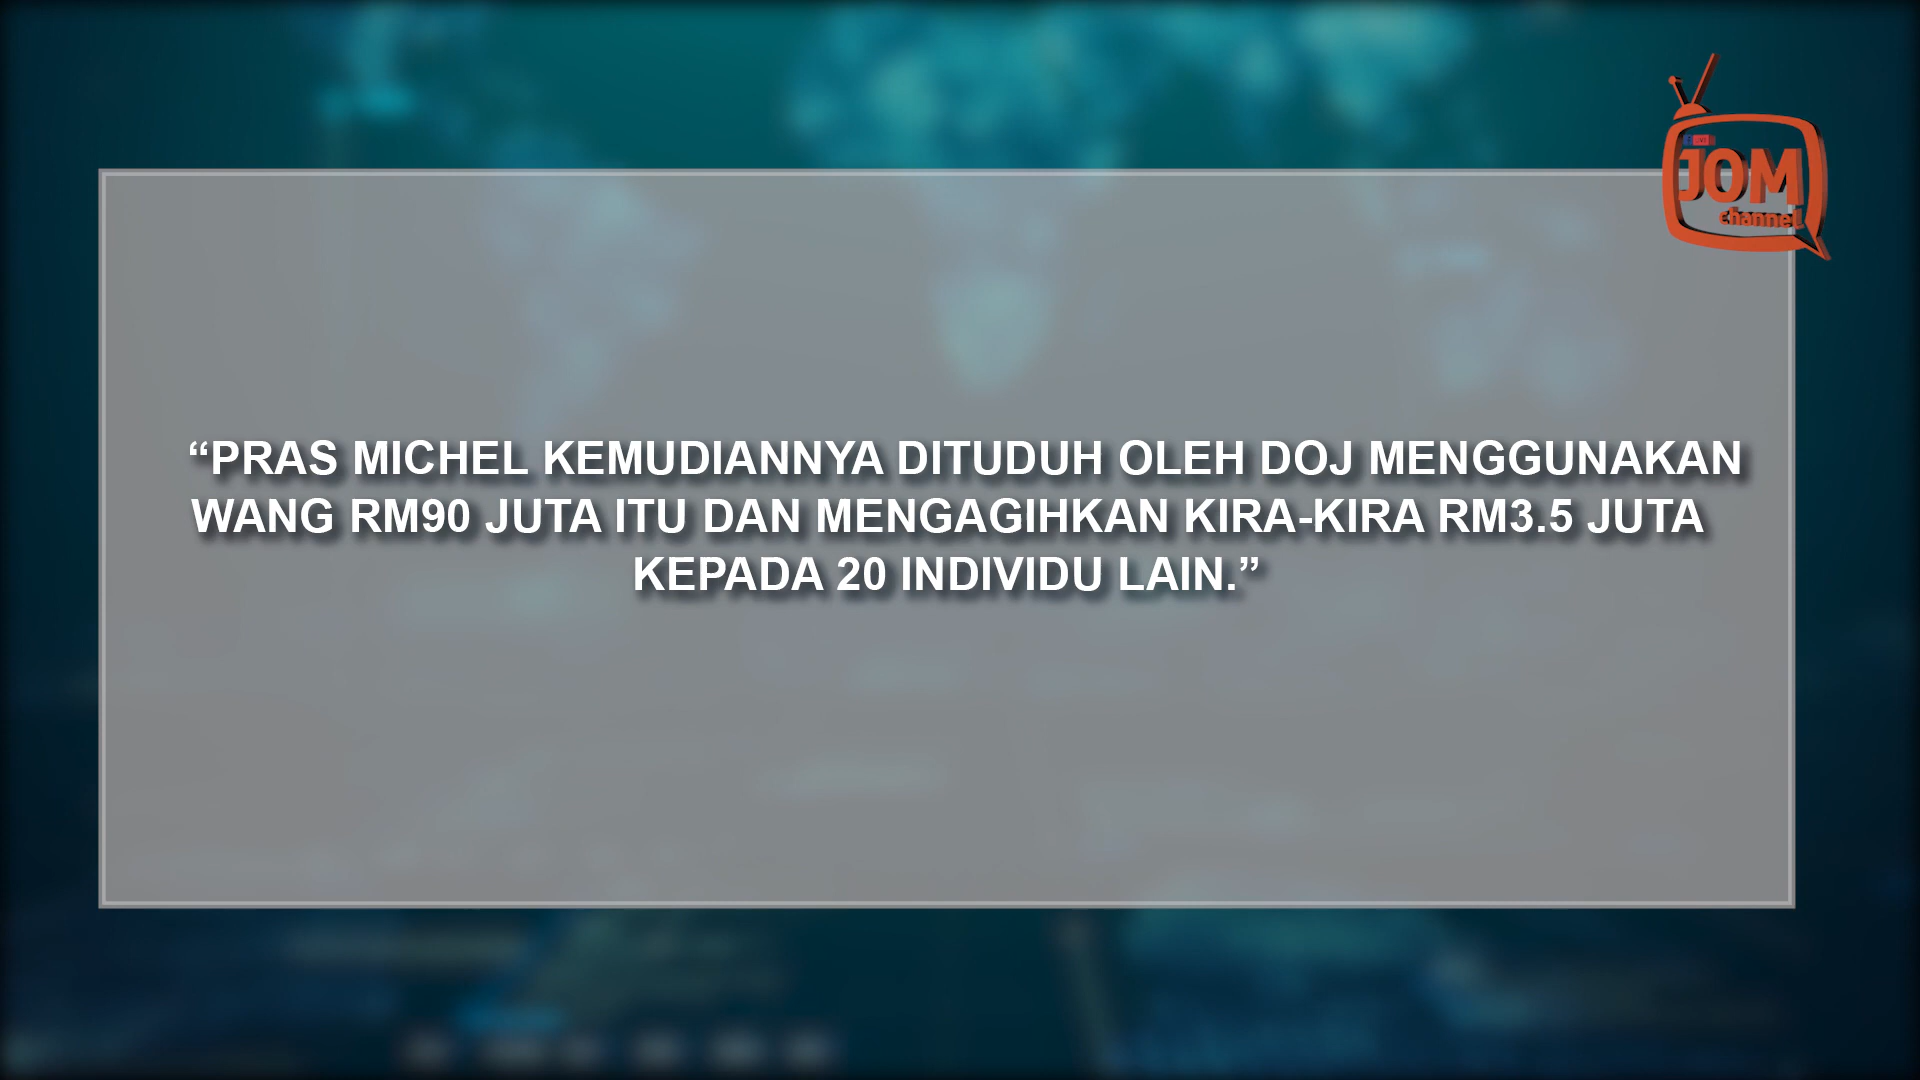 JOM
channel
“PRAS MICHEL KEMUDIANNYA DITUDUH OLEH DOJ MENGGUNAKAN
WANG RM90 JUTA ITU DAN MENGAGIHKAN KIRA-KIRA RM3.5 JUTA
KEPADA 20 INDIVIDU LAIN.”